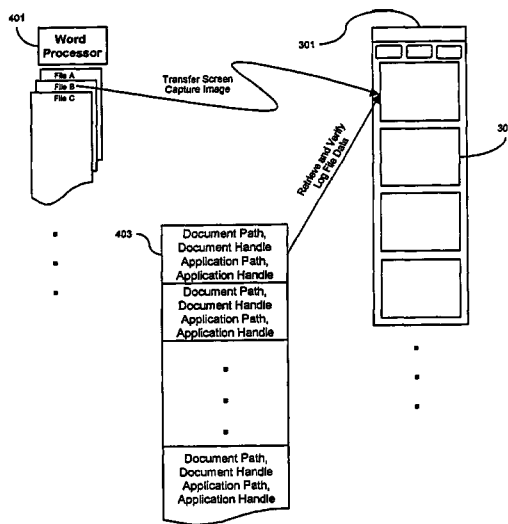 401
Word
Processor
File A
File B
File C
Transfer Screen
Capture Image
301
30
Retrieve and Verify
Log File Data
403
Document Path,
Document Handle
Application Path,
Application Handle
Document Path,
Document Handle
Application Path,
Application Handle
Document Path,
Document Handle
Application Path,
Application Handle